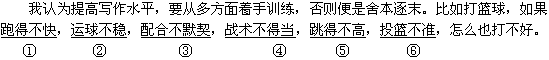 我认为提高写作水平，要从多方面着手训练，否则便是舍本逐末。比如打篮球，如果
跑得不快，运球不稳，配合不默契，战术不得当，跳得不高，投篮不准，怎么也打不好。
① ② ③ ④ ⑤ ⑥